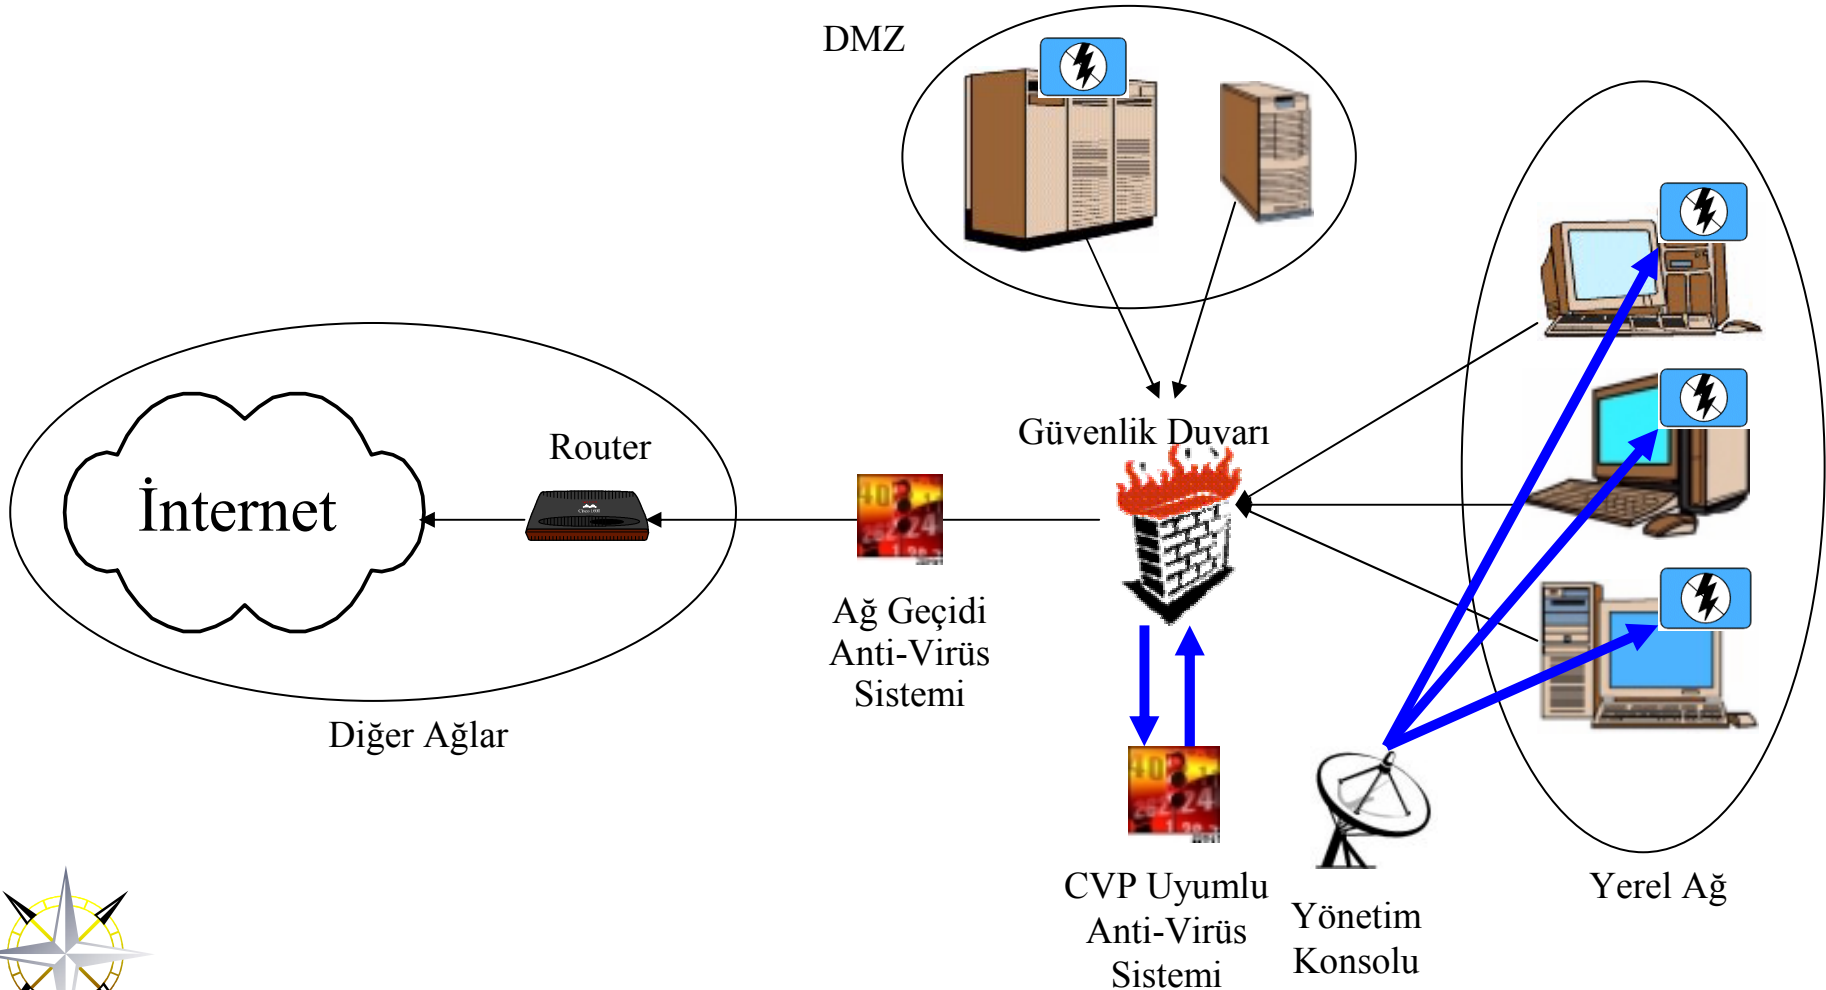 DMZ
Güvenlik Duvarı
Router
İnternet
Ağ Geçidi
Anti-Virüs
Sistemi
Diğer Ağlar
CVP Uyumlu
Anti-Virüs
Sistemi
Yönetim
Konsolu
Yerel Ağ